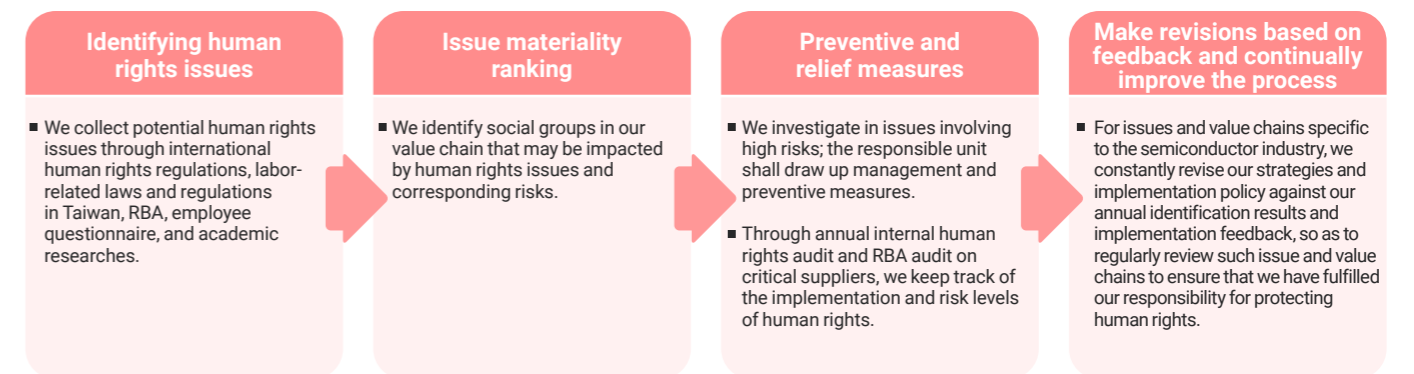 Identifying human
rights issues
■ We collect potential human rights
issues through international
human rights regulations, labor-
related laws and regulations
in Taiwan, RBA, employee
questionnaire, and academic
researches.
Issue materiality
ranking
■ We identify social groups in our
value chain that may be impacted
by human rights issues and
corresponding risks.
Preventive and
relief measures
■ We investigate in issues involving
high risks; the responsible unit
shall draw up management and
preventive measures.
■ Through annual internal human
rights audit and RBA audit on
critical suppliers, we keep track of
the implementation and risk levels
of human rights.
Make revisions based on
feedback and continually
improve the process
■ For issues and value chains specific
to the semiconductor industry, we
constantly revise our strategies and
implementation policy against our
annual identification results and
implementation feedback, so as to
regularly review such issue and value
chains to ensure that we have fulfilled
our responsibility for protecting
human rights.